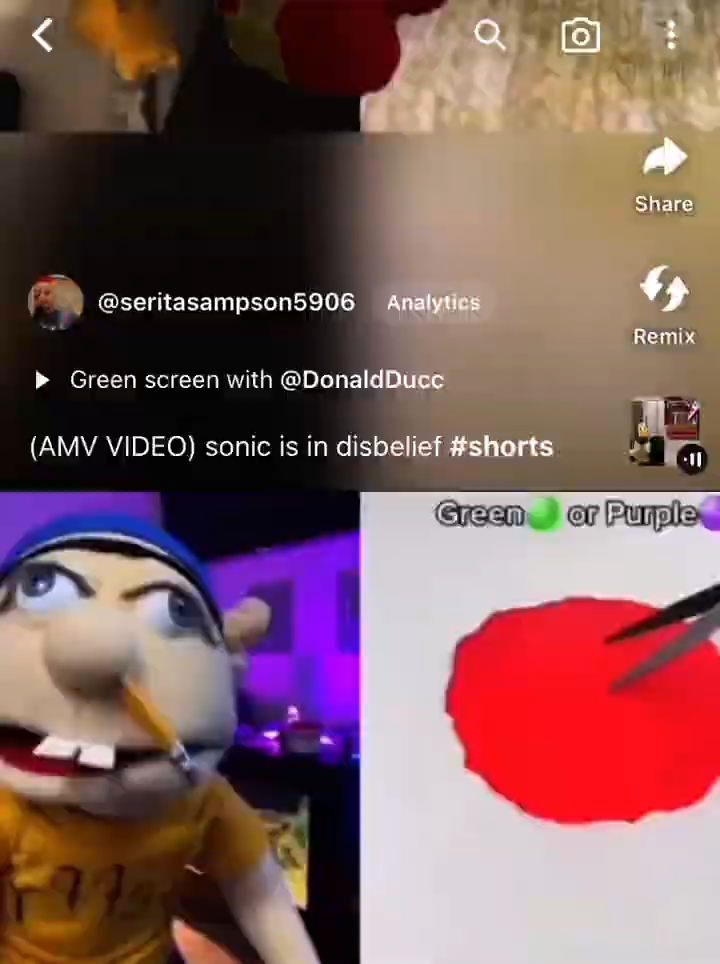 Share
@seritasampson5906 Analytics
Remix
Green screen with @DonaldDucc
(AMV VIDEO) sonic is in disbelief #shorts
Green🟢 or Purple🟣